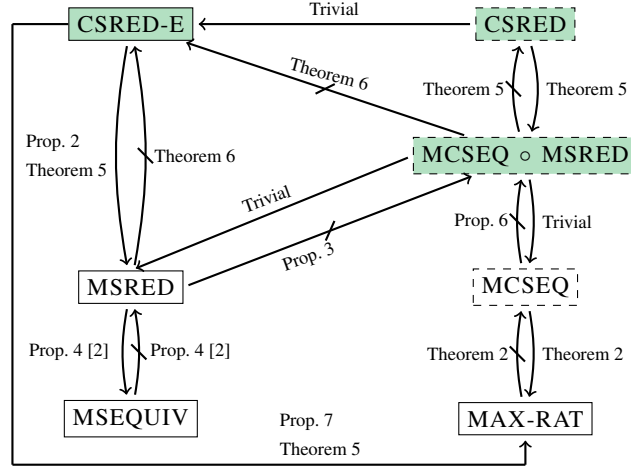 Trivial
CSRED-E
CSRED
Theorem 6
Theorem 5
Theorem 5
Prop. 2
Theorem 5
Theorem 6
MCSEQ ∘ MSRED
Trivial
Prop. 6
Trivial
Prop. 3
MSRED
MCSEQ
Prop. 4 [2]
Prop. 4 [2]
Theorem 2
Theorem 2
MSEQUIV
Prop. 7
MAX-RAT
Theorem 5